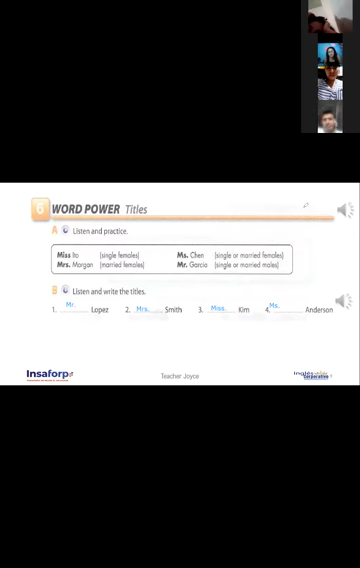 6 WORD POWER Titles
A Listen and practice.
Miss Ito (single females) Ms. Chen (single or married females)
Mrs. Morgan (married females) Mr. Garcia (single or married males)
B Listen and write the titles.
1. Mr. Lopez 2. Mrs. Smith 3. Miss. Kim 4. Ms. Anderson
Insaforp
Teacher Joyce
Inglés
Corporativo